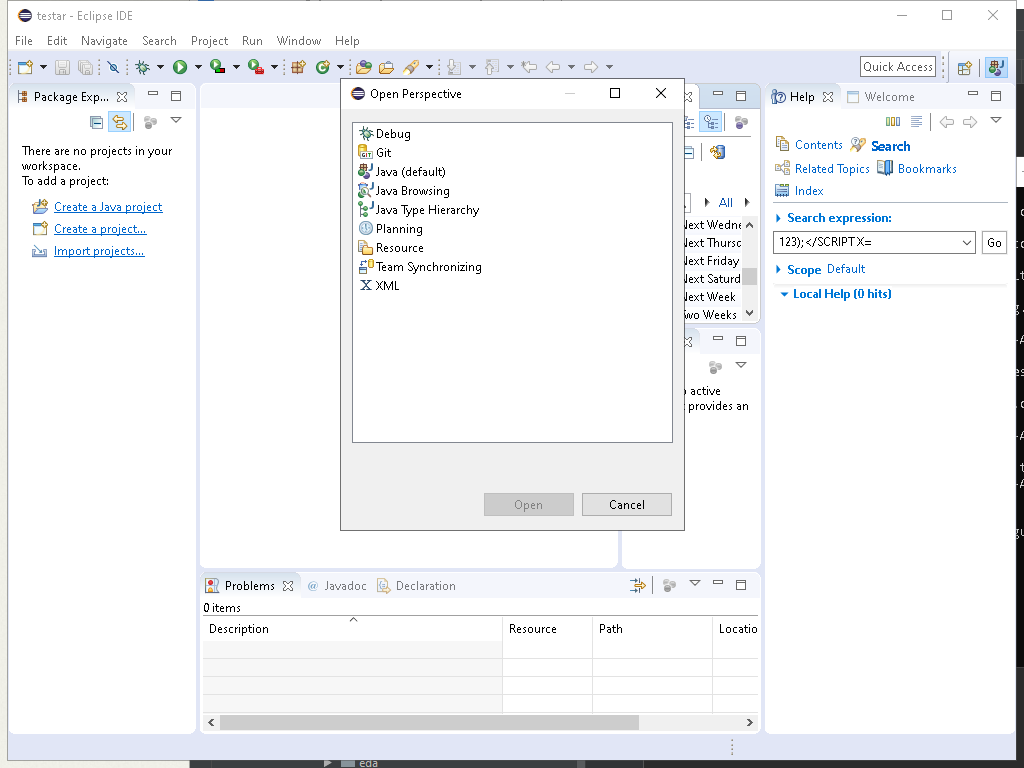 testar - Eclipse IDE
File Edit Navigate Search Project Run Window Help
Quick Access
Package Exp...
There are no projects in your
workspace.
To add a project:
Create a Java project
Create a project...
Import projects...
Open Perspective
Debug
GIT Git
Java (default)
Java Browsing
Java Type Hierarchy
Planning
Resource
Team Synchronizing
XML
Open Cancel
All
Next Wedne
Next Thursd
Next Friday
Next Saturd
Next Week
Two Weeks
active
provides an
Help Welcome
Contents Search
Related Topics Bookmarks
Index
Search expression:
123);</SCRIPT X=
Go
Scope Default
Local Help (0 hits)
Problems @ Javadoc Declaration
0 items
Description Resource Path Locatio
eda